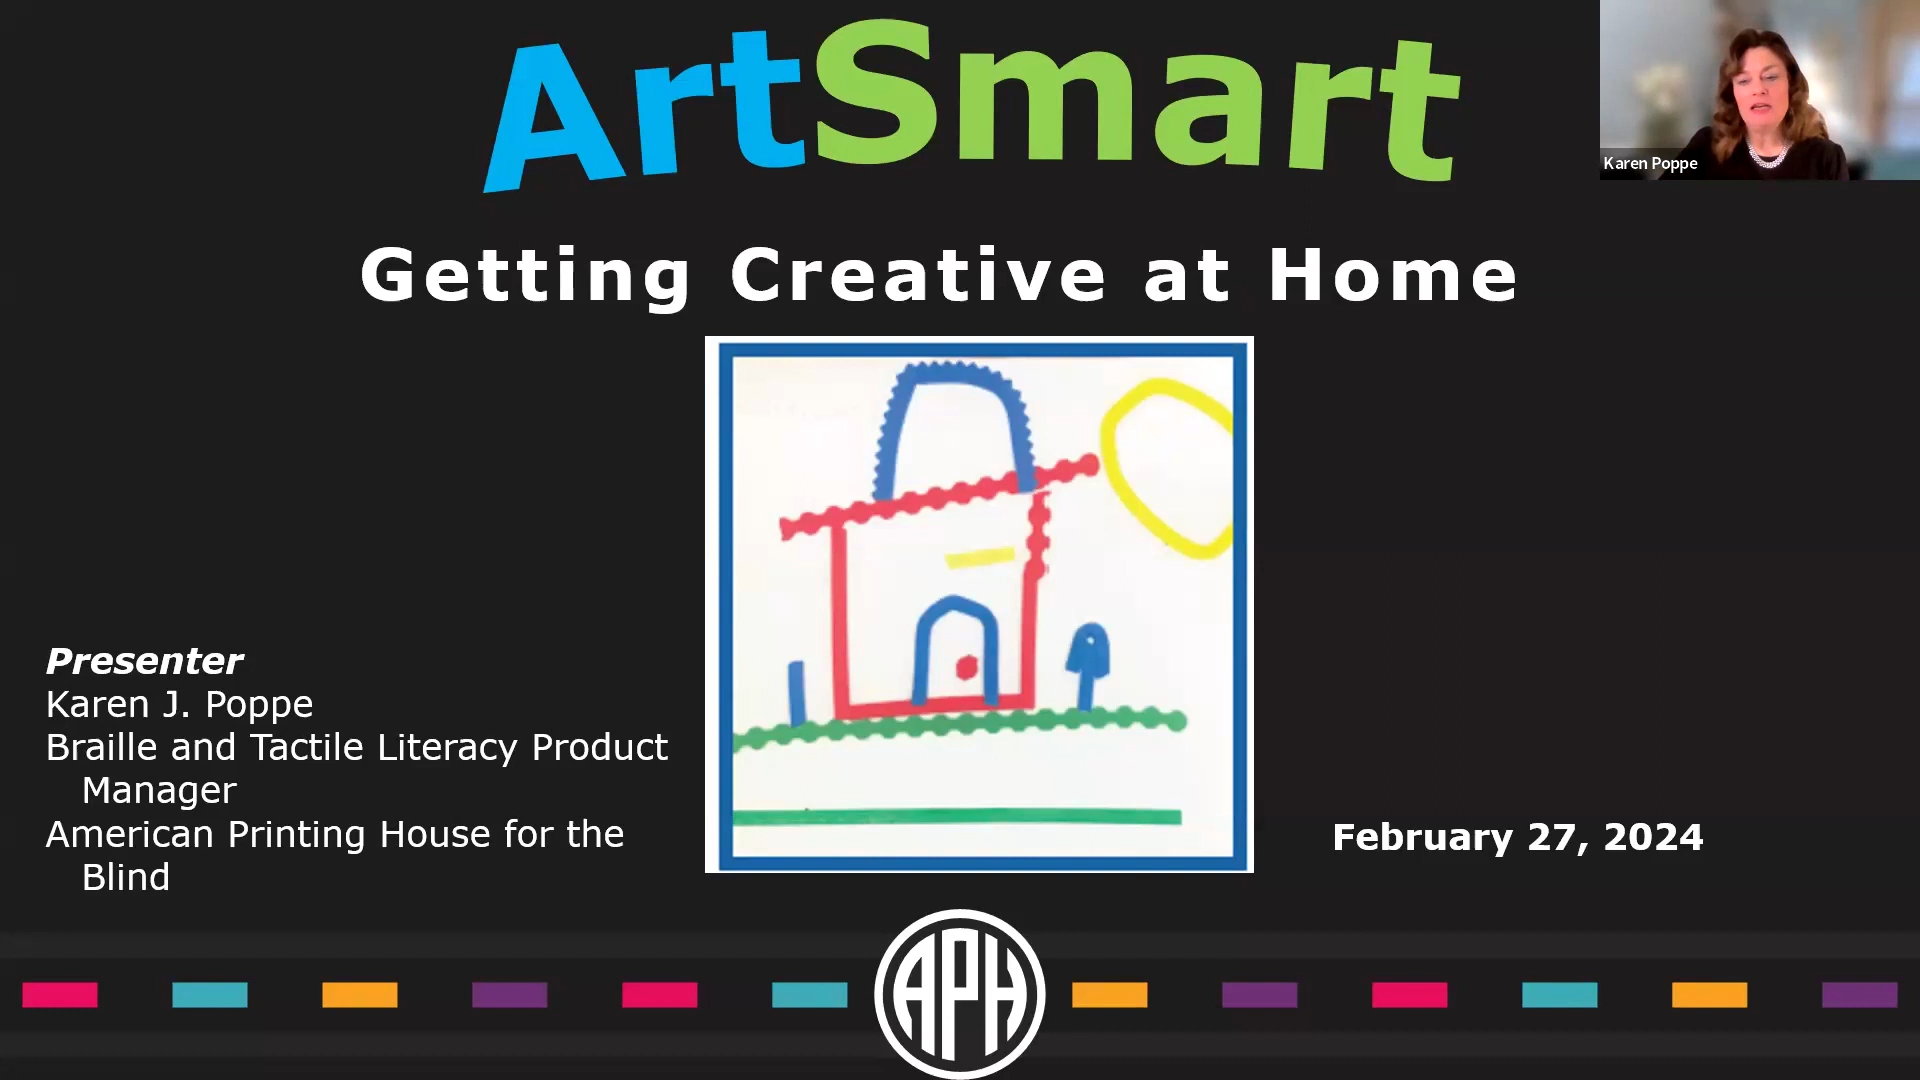 ArtSmart
Karen Poppe
Getting Creative at Home
Presenter
Karen J. Poppe
Braille and Tactile Literacy Product
Manager
American Printing House for the
Blind
February 27, 2024
APH